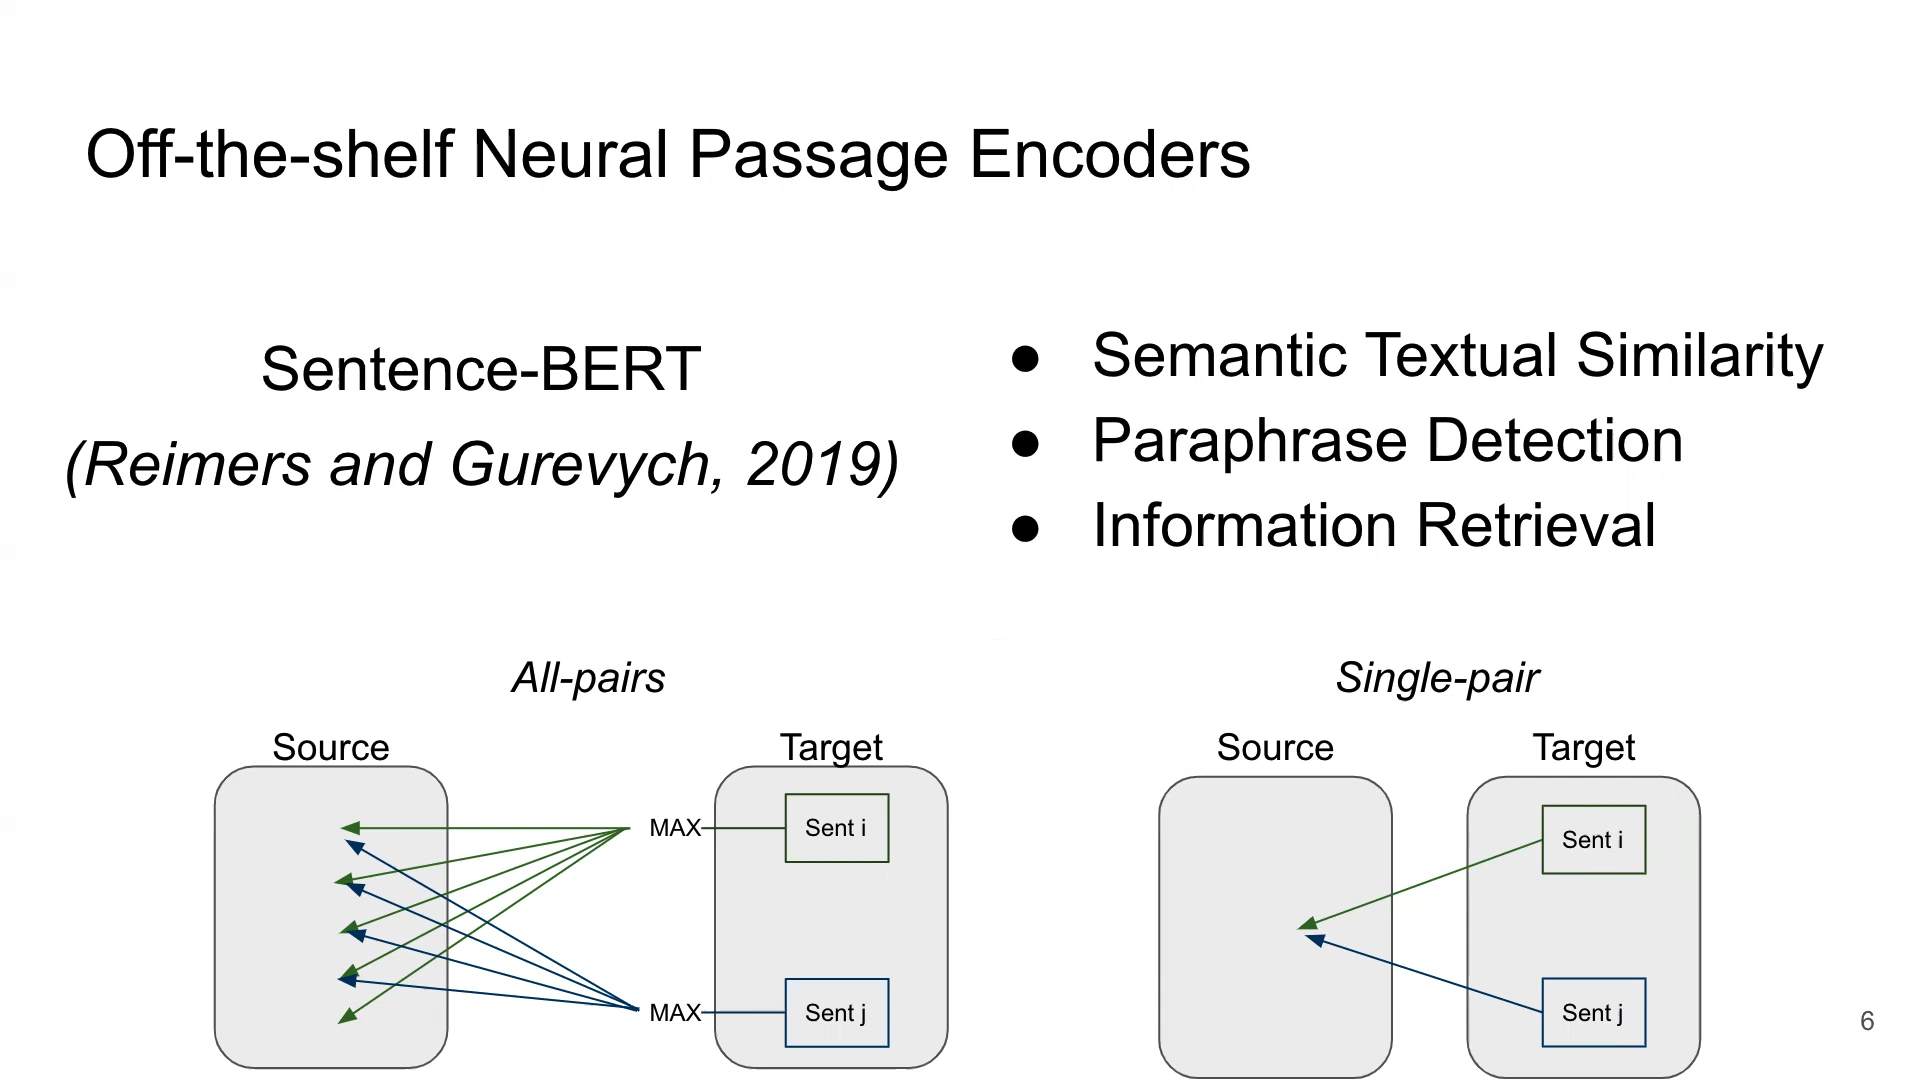 Off-the-shelf Neural Passage Encoders
Sentence-BERT
(Reimers and Gurevych, 2019)
● Semantic Textual Similarity
● Paraphrase Detection
● Information Retrieval
All-pairs
Source
Target
MAX
Sent i
MAX
Sent j
Single-pair
Source
Target
Sent i
Sent j
6